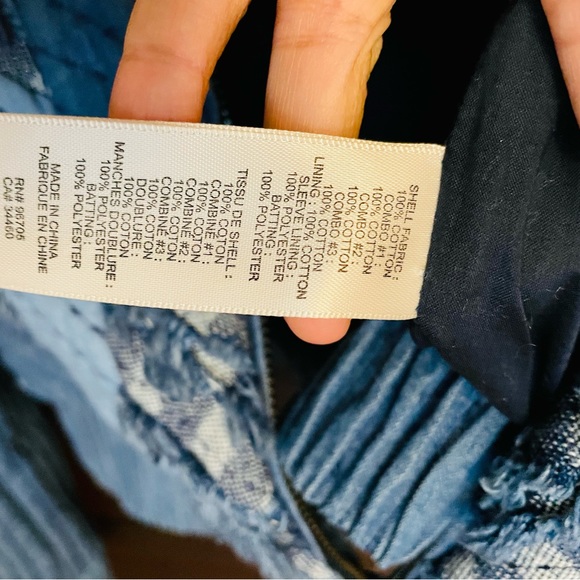 SHELL FABRIC :
100% COTTON
COMBO #1 :
100% COTTON
COMBO #2 :
100% COTTON
COMBO #3 :
100% COTTON
LINING : 100% COTTON
SLEEVE LINING :
100% POLYESTER
BATTING :
100% POLYESTER
TISSU DE SHELL :
100% COTON
COMBINE #1 :
100% COTON
COMBINE #2 :
100% COTON
COMBINE #3 :
100% COTON
DOUBLURE :
100% COTON
MANCHES DOUBLURE :
100% POLYESTER
BATTING :
100% POLYESTER
MADE IN CHINA
FABRIQUE EN CHINE
RN# 96705
CA# 34460